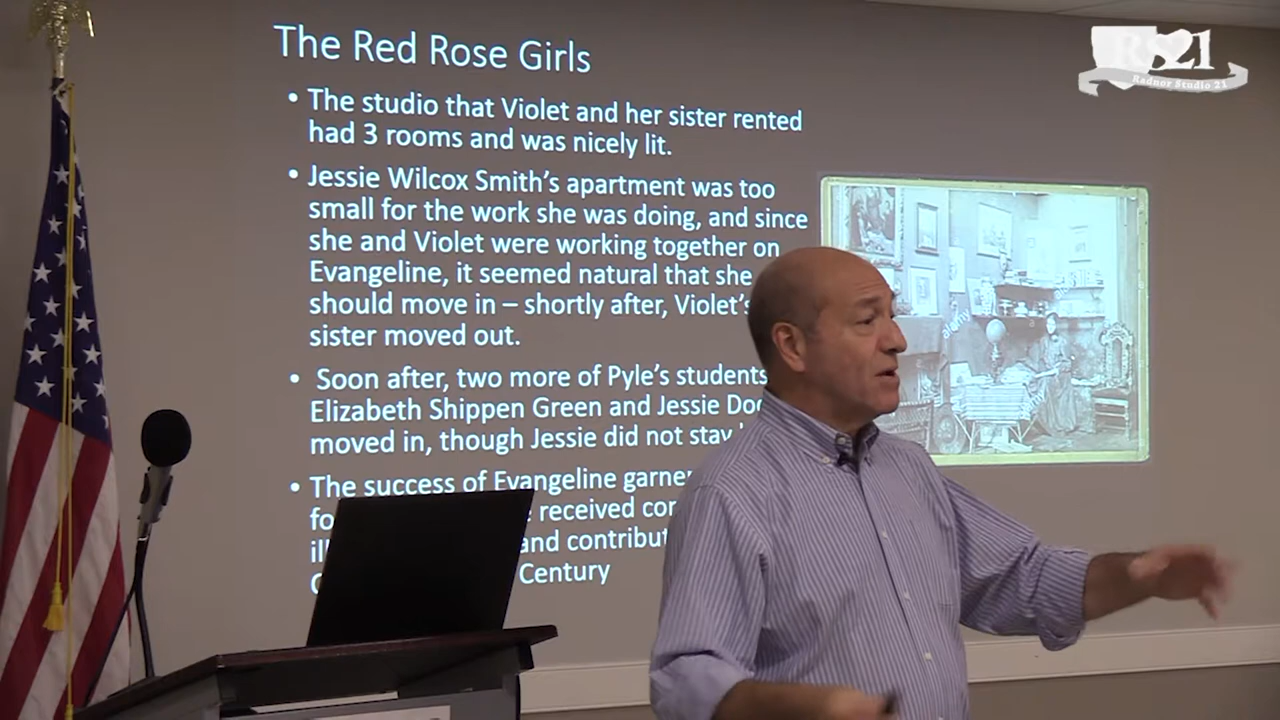 The Red Rose Girls
• The studio that Violet and her sister rented
had 3 rooms and was nicely lit.
• Jessie Wilcox Smith's apartment was too
small for the work she was doing, and since
she and Violet were working together on
Evangeline, it seemed natural that she
should move in – shortly after, Violet's
sister moved out.
• Soon after, two more of Pyle's students
Elizabeth Shippen Green and Jessie
moved in, though Jessie did not stay
• The success of Evangeline
received
and
Century
alamy
RS21
Radnor Studio 21